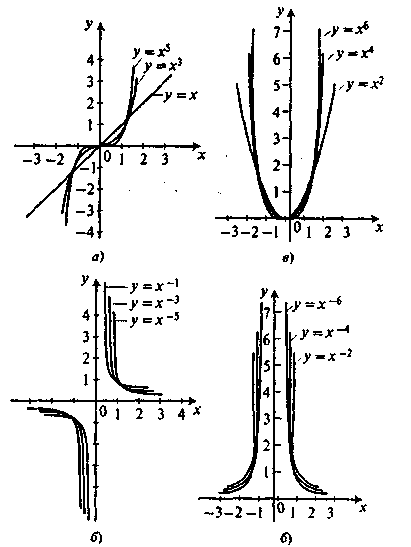 y
y = x⁵
y = x³
y = x
4
3
2
1
−3 −2 −1 0 1 2 3 x
−1
−2
−3
−4
а)
y
y = x⁶
y = x⁴
y = x²
7
6
5
4
3
2
1
−3 −2 −1 0 1 2 3 x
в)
y
y = x⁻¹
y = x⁻³
y = x⁻⁵
4
3
2
1
0 1 2 3 4 x
б)
y
y = x⁻⁶
y = x⁻⁴
y = x⁻²
7
6
5
4
3
2
1
−3 −2 −1 0 1 2 3 x
б)